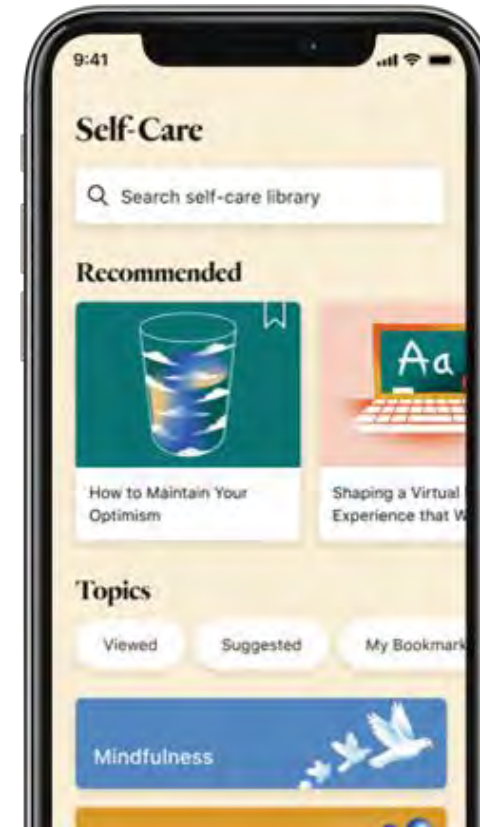 9:41
Self-Care
Search self-care library
Recommended
Aa
How to Maintain Your
Optimism
Shaping a Virtual
Experience that
Topics
Viewed
Suggested
My Bookmark
Mindfulness